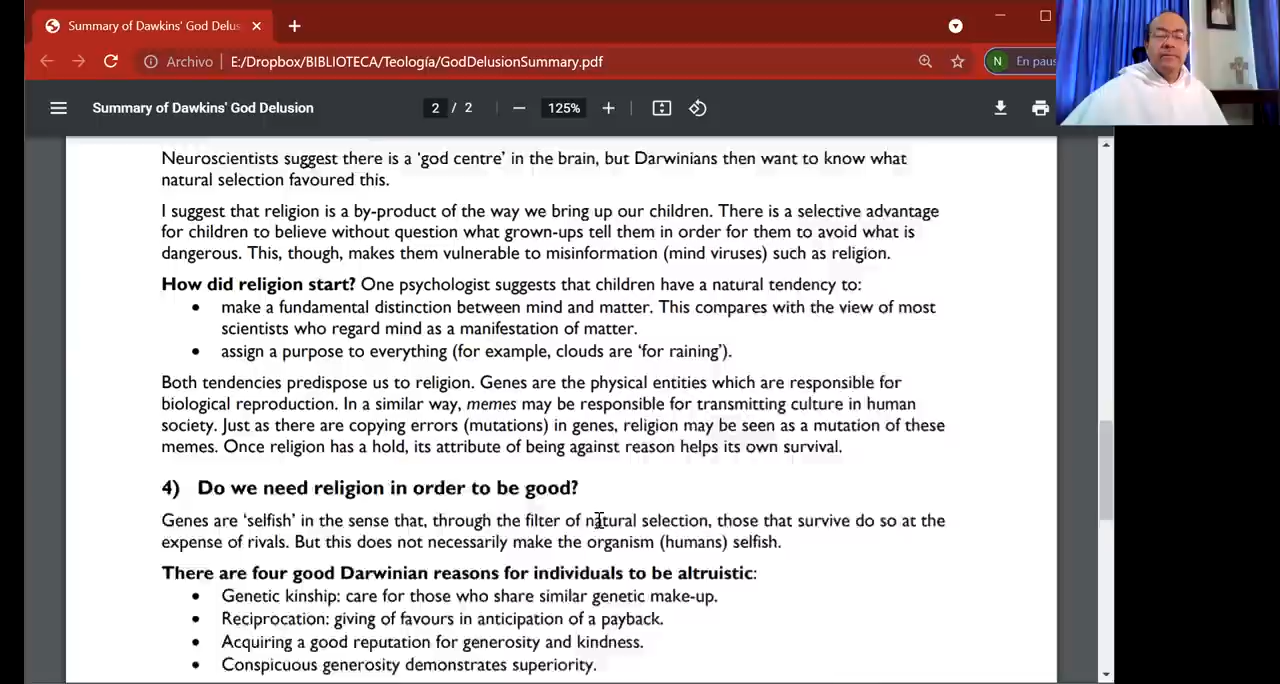 Summary of Dawkins' God Delus
Archivo | E:/Dropbox/BIBLIOTECA/Teología/GodDelusionSummary.pdf
N En paus
Summary of Dawkins' God Delusion
2 / 2
125%
Neuroscientists suggest there is a ‘god centre’ in the brain, but Darwinians then want to know what
natural selection favoured this.
I suggest that religion is a by-product of the way we bring up our children. There is a selective advantage
for children to believe without question what grown-ups tell them in order for them to avoid what is
dangerous. This, though, makes them vulnerable to misinformation (mind viruses) such as religion.
How did religion start? One psychologist suggests that children have a natural tendency to:
• make a fundamental distinction between mind and matter. This compares with the view of most
scientists who regard mind as a manifestation of matter.
• assign a purpose to everything (for example, clouds are ‘for raining’).
Both tendencies predispose us to religion. Genes are the physical entities which are responsible for
biological reproduction. In a similar way, memes may be responsible for transmitting culture in human
society. Just as there are copying errors (mutations) in genes, religion may be seen as a mutation of these
memes. Once religion has a hold, its attribute of being against reason helps its own survival.
4) Do we need religion in order to be good?
Genes are ‘selfish’ in the sense that, through the filter of natural selection, those that survive do so at the
expense of rivals. But this does not necessarily make the organism (humans) selfish.
There are four good Darwinian reasons for individuals to be altruistic:
• Genetic kinship: care for those who share similar genetic make-up.
• Reciprocation: giving of favours in anticipation of a payback.
• Acquiring a good reputation for generosity and kindness.
• Conspicuous generosity demonstrates superiority.